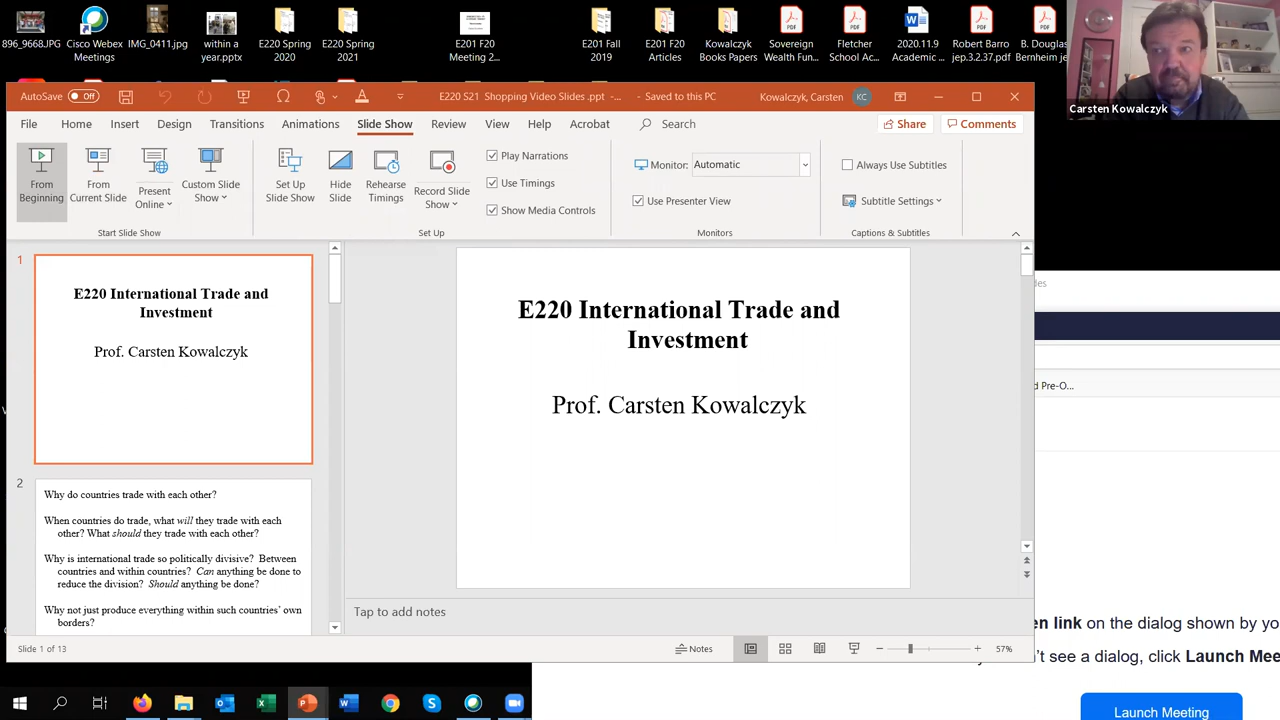 896_9668.JPG
Cisco Webex
Meetings
IMG_0411.jpg
within a
year.pptx
E220 Spring
2020
E220 Spring
2021
E201 F20
Meeting 2...
E201 Fall
2019
E201 F20
Articles
Kowalczyk
Books Papers
Sovereign
Wealth Fun...
Fletcher
School Ac...
2020.11.9
Academic ...
Robert Barro
jep.3.2.37.pdf
B. Douglas
Bernheim je
Carsten Kowalczyk
AutoSave Off
E220 S21 Shopping Video Slides .ppt -... - Saved to this PC
Kowalczyk, Carsten KC
File Home Insert Design Transitions Animations Slide Show Review View Help Acrobat Search Share Comments
From
Beginning
From
Current Slide
Present
Online
Custom Slide
Show
Start Slide Show
Set Up
Slide Show
Hide
Slide
Rehearse
Timings
Record Slide
Show
Play Narrations
Use Timings
Show Media Controls
Set Up
Monitor: Automatic
Use Presenter View
Monitors
Always Use Subtitles
Subtitle Settings
Captions & Subtitles
1
E220 International Trade and
Investment
Prof. Carsten Kowalczyk
2
Why do countries trade with each other?
When countries do trade, what will they trade with each
other? What should they trade with each other?
Why is international trade so politically divisive? Between
countries and within countries? Can anything be done to
reduce the division? Should anything be done?
Why not just produce everything within such countries' own
borders?
E220 International Trade and
Investment
Prof. Carsten Kowalczyk
Tap to add notes
Slide 1 of 13
Notes
57%
des
d Pre-O...
en link on the dialog shown by yo
't see a dialog, click Launch Mee
Launch Meeting